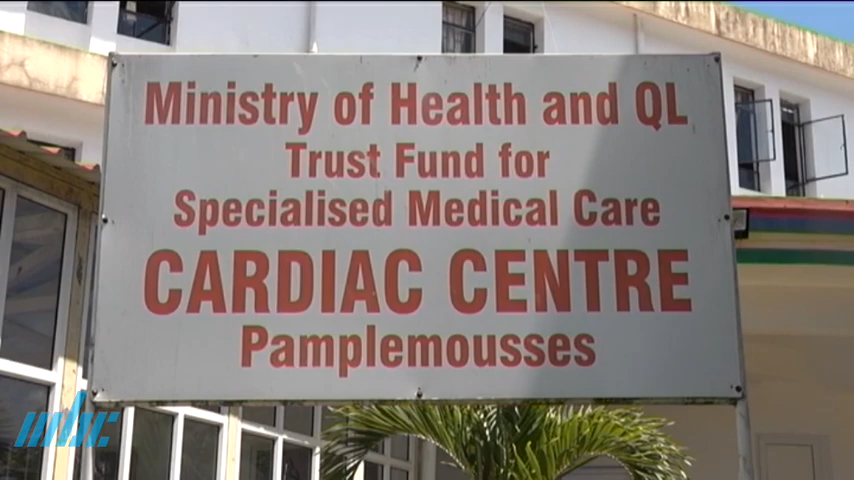 Ministry of Health and QL
Trust Fund for
Specialised Medical Care
CARDIAC CENTRE
Pamplemousses
mbc